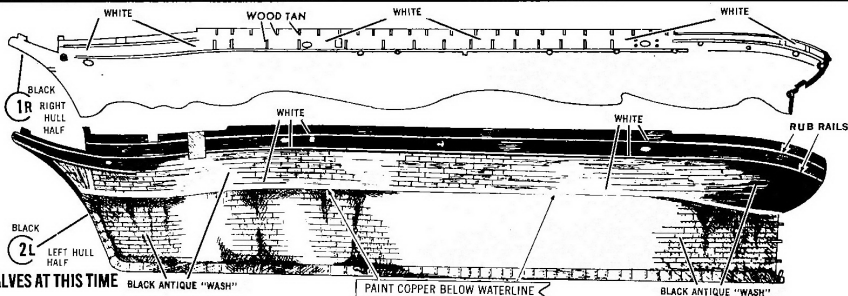 WHITE
WOOD TAN
WHITE
WHITE
BLACK
1R RIGHT
HULL
HALF
WHITE
WHITE
RUB RAILS
BLACK
2L LEFT HULL
HALF
ALVES AT THIS TIME
BLACK ANTIQUE "WASH"
PAINT COPPER BELOW WATERLINE
BLACK ANTIQUE "WASH"